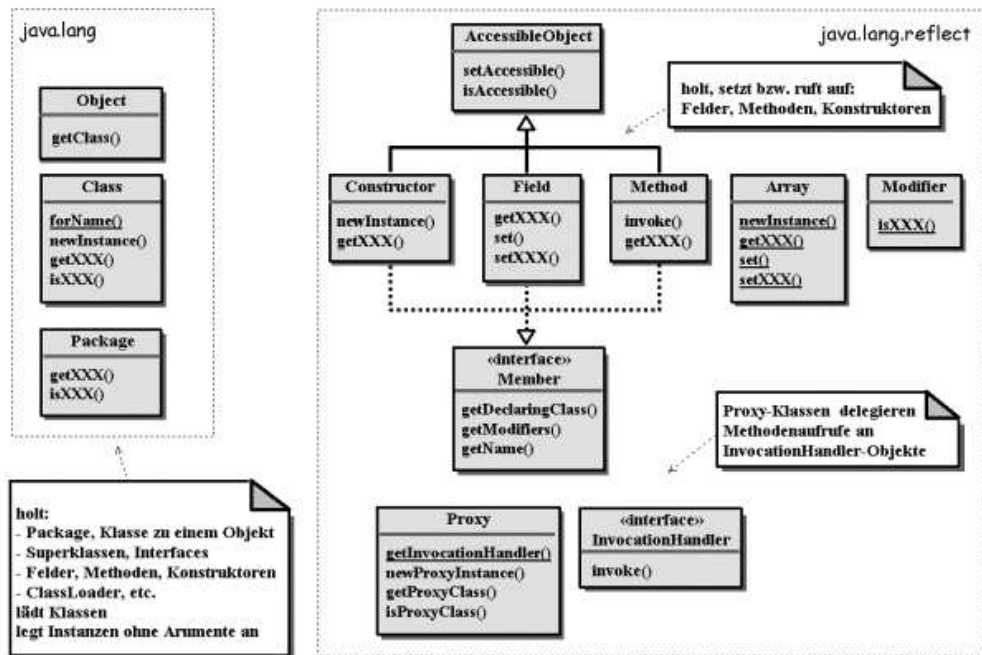 java.lang
Object
getClass()
Class
forName()
newInstance()
getXXX()
isXXX()
Package
getXXX()
isXXX()
holt:
- Package, Klasse zu einem Objekt
- Superklassen, Interfaces
- Felder, Methoden, Konstruktoren
- ClassLoader, etc.
lädt Klassen
legt Instanzen ohne Arumente an
java.lang.reflect
AccessibleObject
setAccessible()
isAccessible()
holt, setzt bzw. ruft auf:
Felder, Methoden, Konstruktoren
Constructor
newInstance()
getXXX()
Field
getXXX()
set()
setXXX()
Method
invoke()
getXXX()
Array
newInstance()
getXXX()
set()
setXXX()
Modifier
isXXX()
«interface»
Member
getDeclaringClass()
getModifiers()
getName()
Proxy-Klassen delegieren
Methodenaufrufe an
InvocationHandler-Objekte
Proxy
getInvocationHandler()
newProxyInstance()
getProxyClass()
isProxyClass()
«interface»
InvocationHandler
invoke()